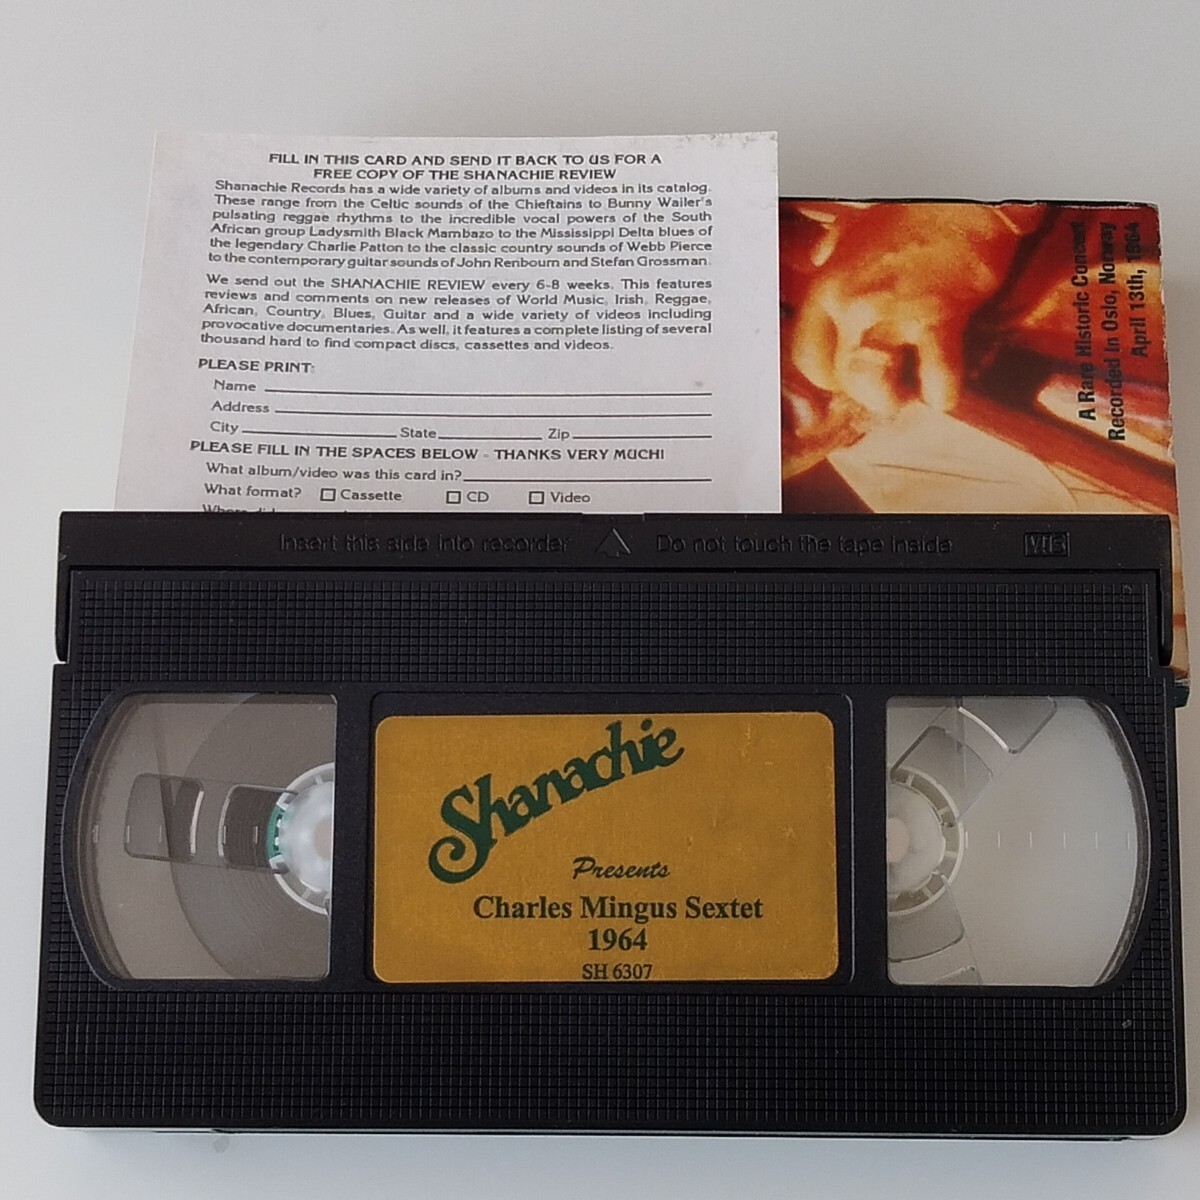 FILL IN THIS CARD AND SEND IT BACK TO US FOR A
FREE COPY OF THE SHANACHIE REVIEW
Shanachie Records has a wide variety of albums and videos in its catalog.
These range from the Celtic sounds of the Chieftains to Bunny Wailer's
pulsating reggae rhythms to the incredible vocal powers of the South
African group Ladysmith Black Mambazo to the Mississippi Delta blues of
the legendary Charlie Patton to the classic country sounds of Webb Pierce
to the contemporary guitar sounds of John Renbourn and Stefan Grossman.
We send out the SHANACHIE REVIEW every 6-8 weeks. This features
reviews and comments on new releases of World Music, Irish, Reggae,
African, Country, Blues, Guitar and a wide variety of videos including
provocative documentaries. As well, it features a complete listing of several
thousand hard to find compact discs, cassettes and videos.
PLEASE PRINT:
Name
Address
City State Zip
PLEASE FILL IN THE SPACES BELOW - THANKS VERY MUCH!
What album/video was this card in?
What format? Cassette CD Video
A Rare Historic Concert
Recorded In Oslo, Norway
April 13th, 1964
Insert this side into recorder Do not touch the tape inside VHS
Shanachie
Presents
Charles Mingus Sextet
1964
SH 6307